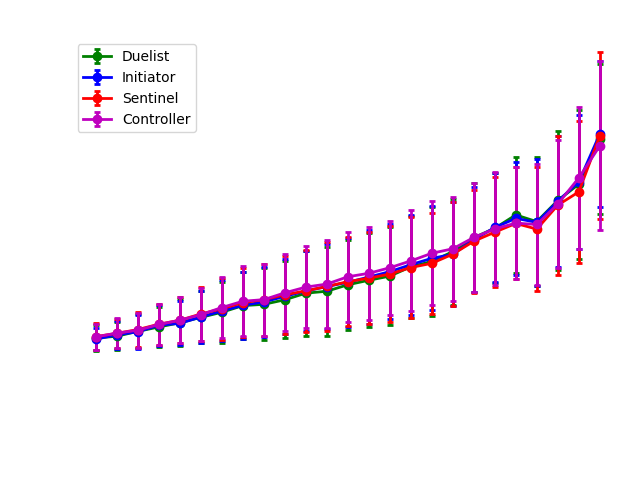 Duelist
Initiator
Sentinel
Controller